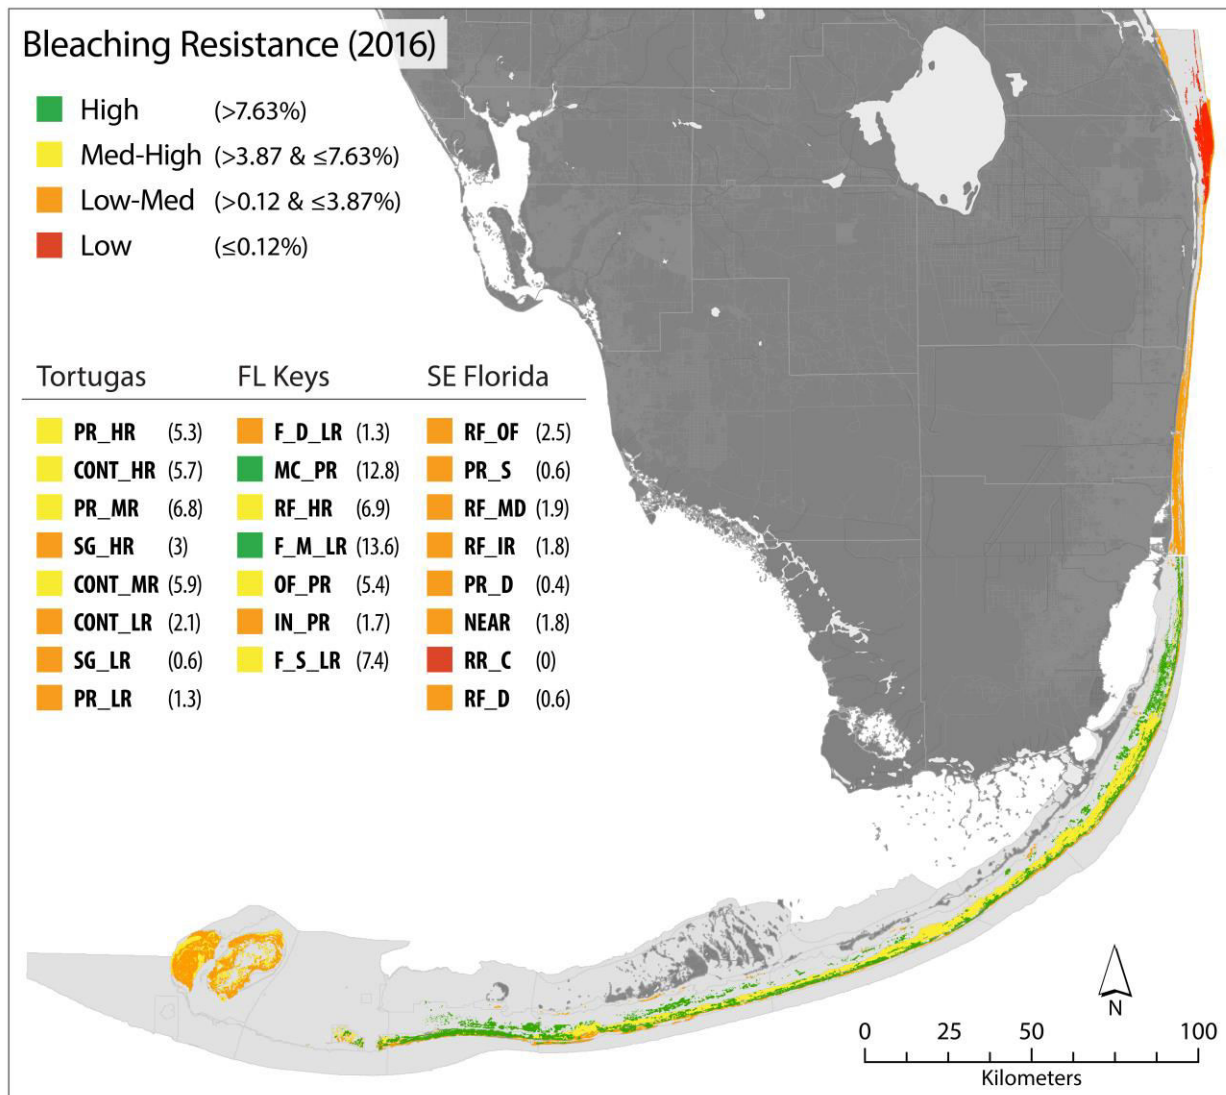 Bleaching Resistance (2016)
High (>7.63%)
Med-High (>3.87 & ≤7.63%)
Low-Med (>0.12 & ≤3.87%)
Low (≤0.12%)
Tortugas FL Keys SE Florida
PR_HR (5.3) F_D_LR (1.3) RF_OF (2.5)
CONT_HR (5.7) MC_PR (12.8) PR_S (0.6)
PR_MR (6.8) RF_HR (6.9) RF_MD (1.9)
SG_HR (3) F_M_LR (13.6) RF_IR (1.8)
CONT_MR (5.9) OF_PR (5.4) PR_D (0.4)
CONT_LR (2.1) IN_PR (1.7) NEAR (1.8)
SG_LR (0.6) F_S_LR (7.4) RR_C (0)
PR_LR (1.3) RF_D (0.6)
N
0 25 50 100
Kilometers